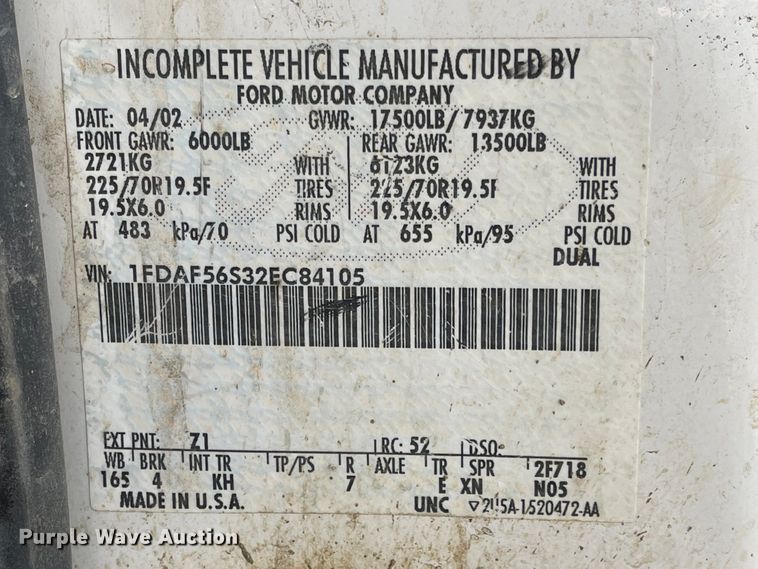 INCOMPLETE VEHICLE MANUFACTURED BY
FORD MOTOR COMPANY
DATE: 04/02 GVWR: 17500LB/7937KG
FRONT GAWR: 6000LB REAR GAWR: 13500LB
2721KG WITH 6123KG WITH
225/70R19.5F TIRES 225/70R19.5F TIRES
19.5X6.0 RIMS 19.5X6.0 RIMS
AT 483 kPa/70 PSI COLD AT 655 kPa/95 PSI COLD
DUAL
VIN: 1FDAF56S32EC84105
EXT PNT: Z1 RC: 52 DSO:
WB BRK INT TR TP/PS R AXLE TR SPR 2F718
165 4 KH 7 E XN N05
MADE IN U.S.A. UNC 2U5A-1520472-AA
Purple Wave Auction